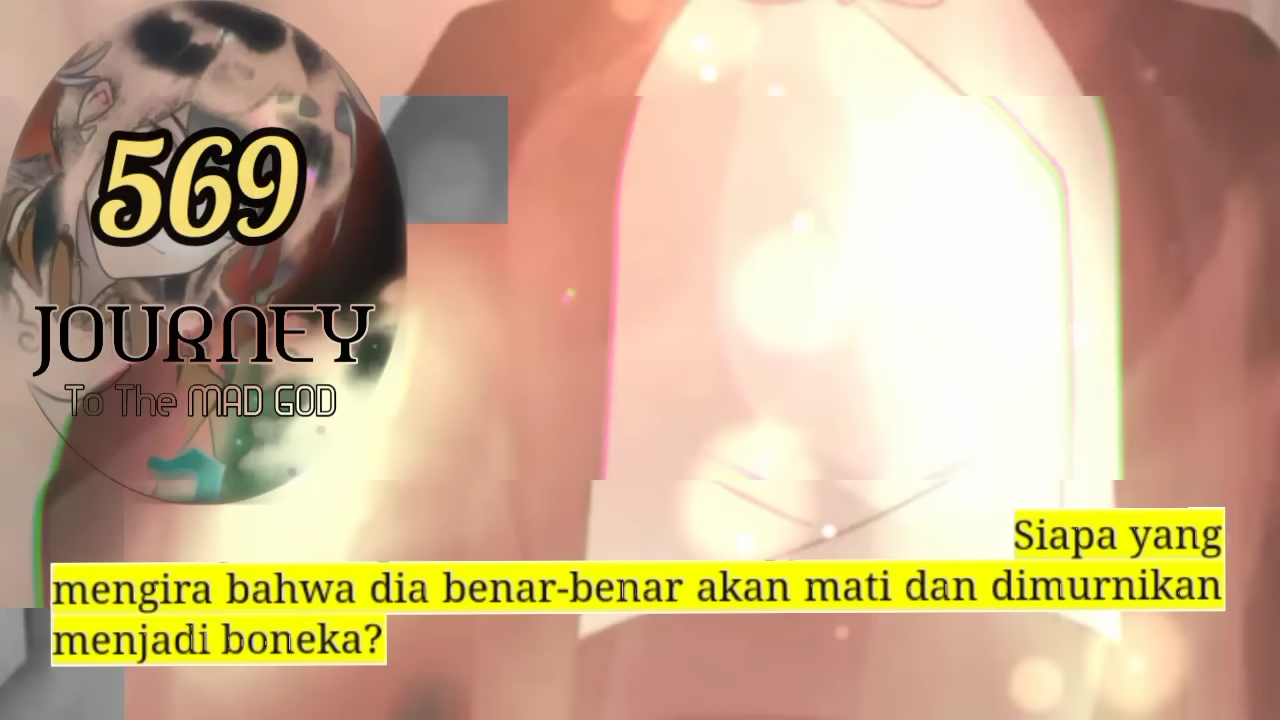 569
JOURNEY
To The MAD GOD
Siapa yang
mengira bahwa dia benar-benar akan mati dan dimurnikan
menjadi boneka?